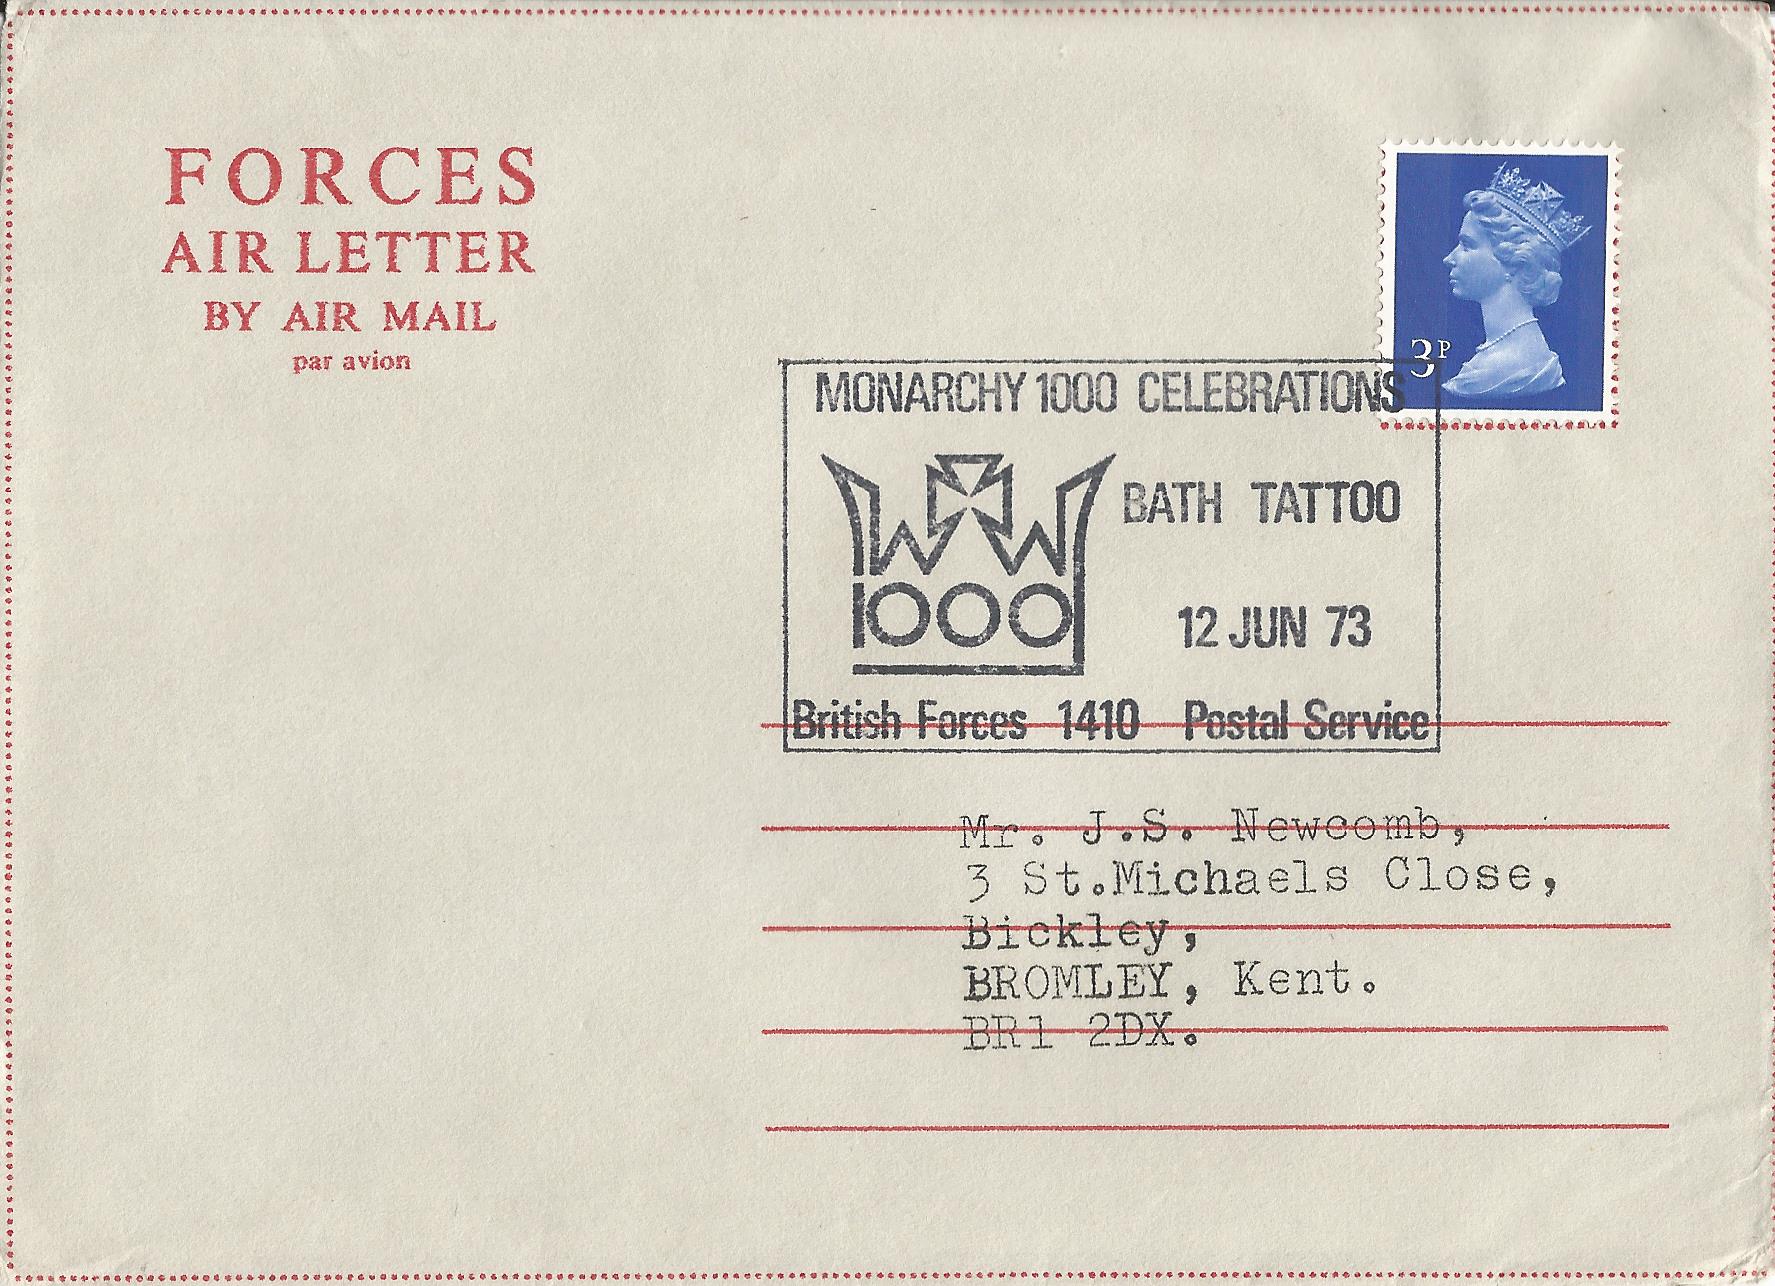 FORCES
AIR LETTER
BY AIR MAIL
par avion
3P
MONARCHY 1000 CELEBRATIONS
BATH TATTOO
1000
12 JUN 73
British Forces 1410 Postal Service
Mr. J.S. Newcomb,
3 St.Michaels Close,
Bickley,
BROMLEY, Kent.
BR1 2DX.